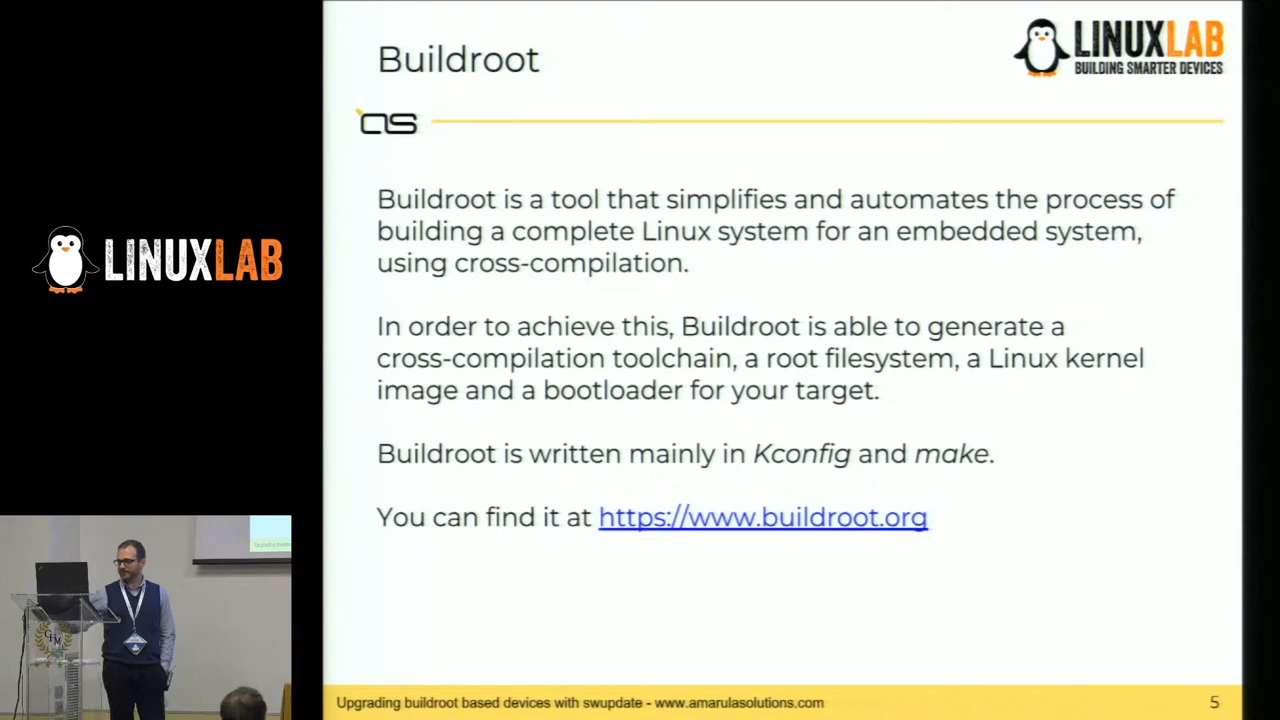 Buildroot
LINUXLAB
BUILDING SMARTER DEVICES
as
Buildroot is a tool that simplifies and automates the process of
building a complete Linux system for an embedded system,
using cross-compilation.
In order to achieve this, Buildroot is able to generate a
cross-compilation toolchain, a root filesystem, a Linux kernel
image and a bootloader for your target.
Buildroot is written mainly in Kconfig and make.
You can find it at https://www.buildroot.org
Upgrading buildroot based devices with swupdate - www.amarulasolutions.com
5
LINUXLAB
GHM